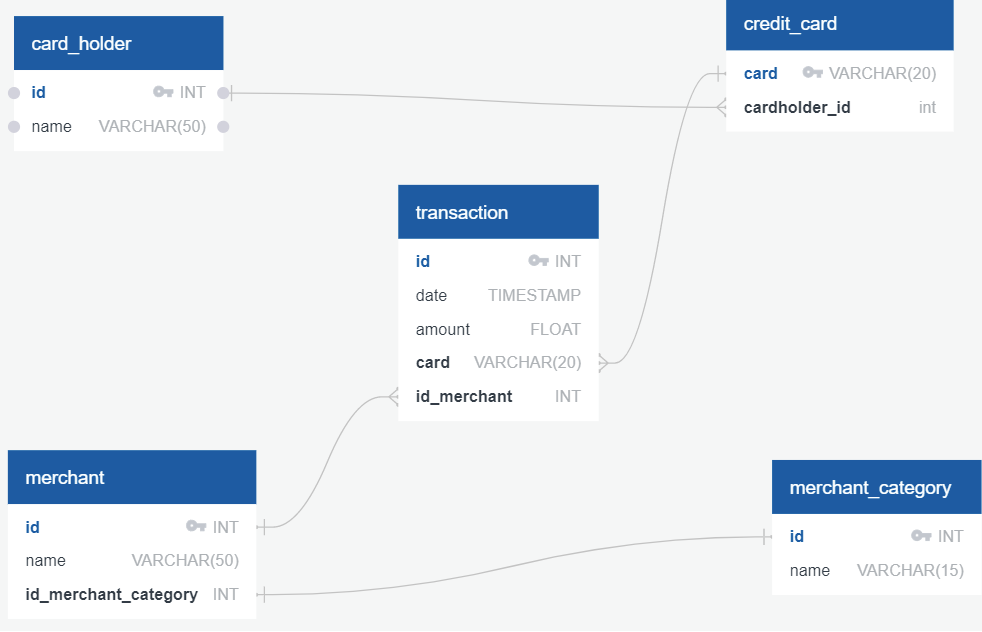 card_holder
id INT
name VARCHAR(50)
credit_card
card VARCHAR(20)
cardholder_id int
transaction
id INT
date TIMESTAMP
amount FLOAT
card VARCHAR(20)
id_merchant INT
merchant
id INT
name VARCHAR(50)
id_merchant_category INT
merchant_category
id INT
name VARCHAR(15)